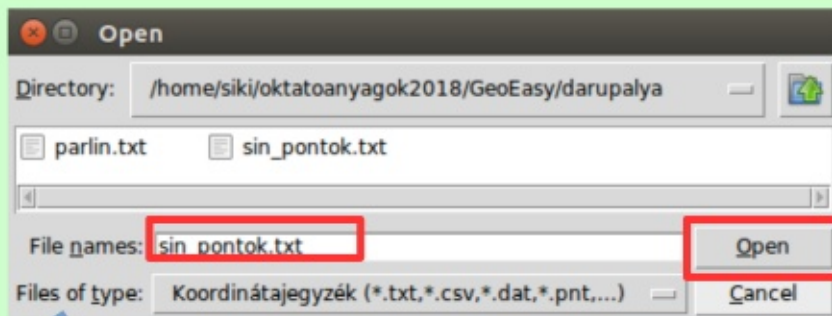 Open
Directory: /home/siki/oktatoanyagok2018/GeoEasy/darupalya
parlin.txt sin_pontok.txt
File names: sin_pontok.txt Open
Files of type: Koordinátajegyzék (*.txt,*.csv,*.dat,*.pnt,...) Cancel